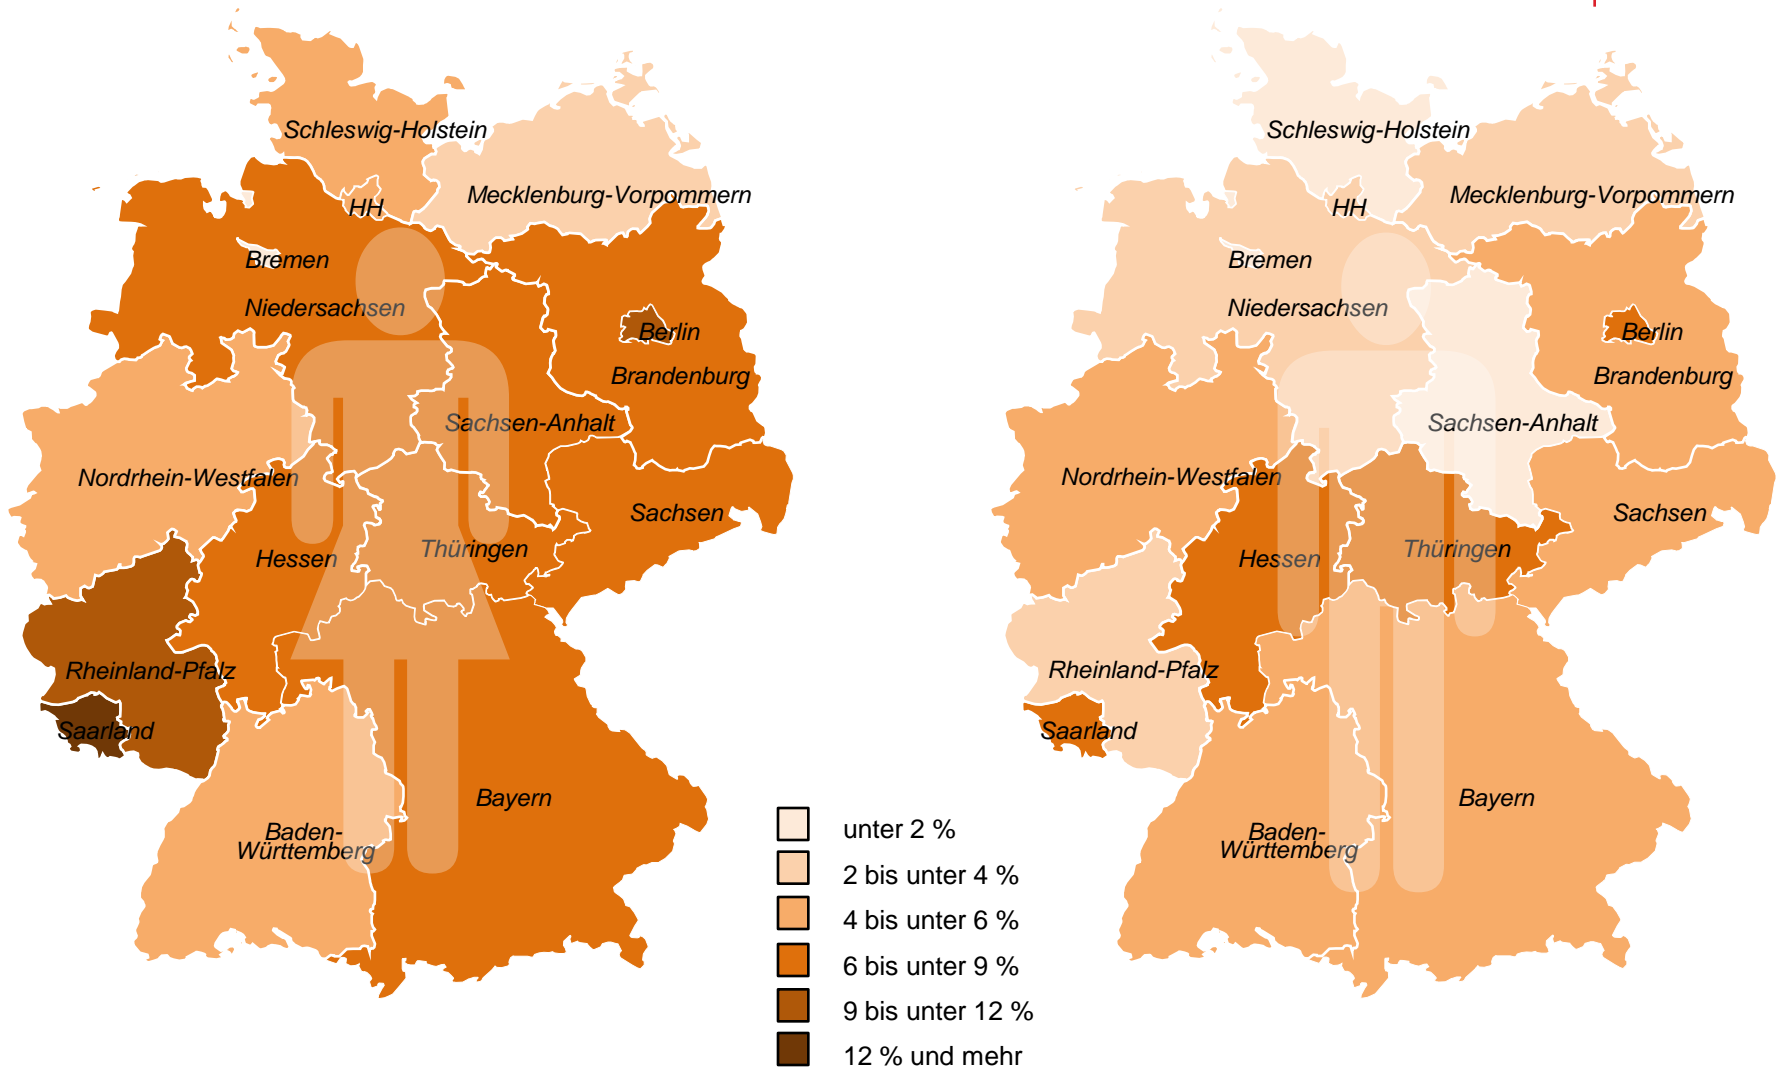 Schleswig-Holstein
Mecklenburg-Vorpommern
HH
Bremen
Niedersachsen
Berlin
Brandenburg
Sachsen-Anhalt
Nordrhein-Westfalen
Sachsen
Hessen
Thüringen
Rheinland-Pfalz
Saarland
Bayern
Baden-
Württemberg
Schleswig-Holstein
Mecklenburg-Vorpommern
HH
Bremen
Niedersachsen
Berlin
Brandenburg
Sachsen-Anhalt
Nordrhein-Westfalen
Sachsen
Hessen
Thüringen
Rheinland-Pfalz
Saarland
Bayern
Baden-
Württemberg
unter 2 %
2 bis unter 4 %
4 bis unter 6 %
6 bis unter 9 %
9 bis unter 12 %
12 % und mehr